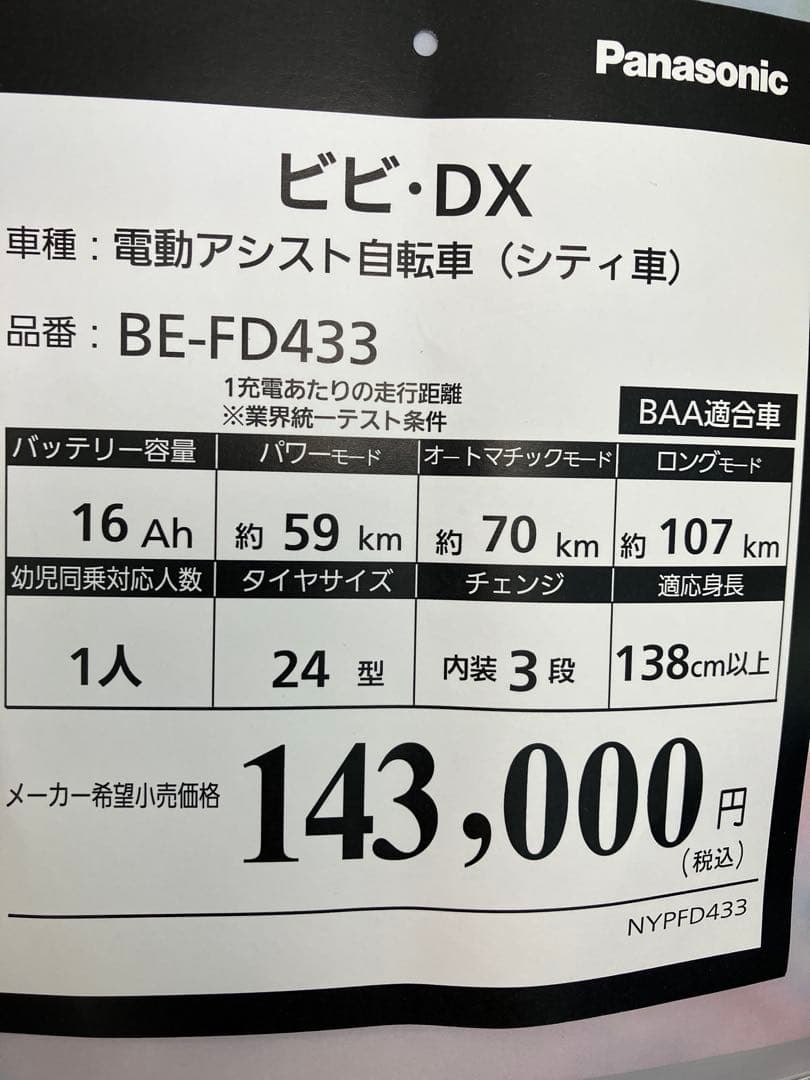 Panasonic
ビビ・DX
車種：電動アシスト自転車（シティ車）
品番：BE-FD433
1充電あたりの走行距離
※業界統一テスト条件
BAA適合車
バッテリー容量 パワーモード オートマチックモード ロングモード
16 Ah 約 59 km 約 70 km 約 107 km
幼児同乗対応人数 タイヤサイズ チェンジ 適応身長
1人 24 型 内装 3 段 138cm以上
メーカー希望小売価格 143,000 円
（税込）
NYPFD433